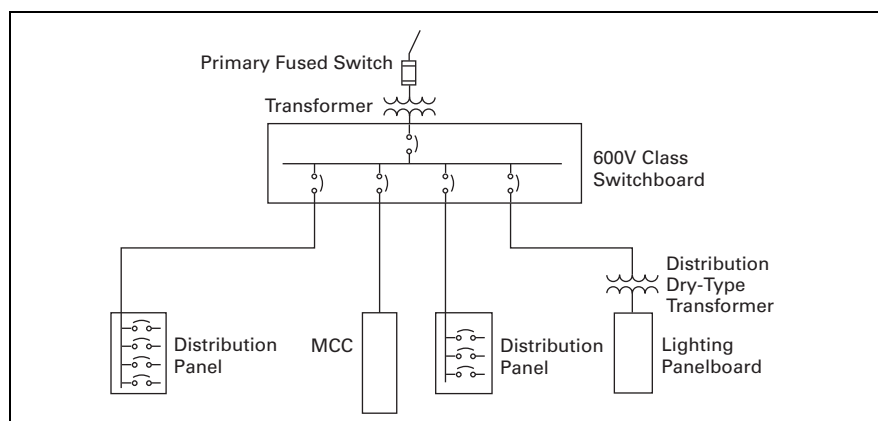 Primary Fused Switch
Transformer
600V Class
Switchboard
Distribution
Dry-Type
Transformer
Distribution
Panel
MCC
Distribution
Panel
Lighting
Panelboard